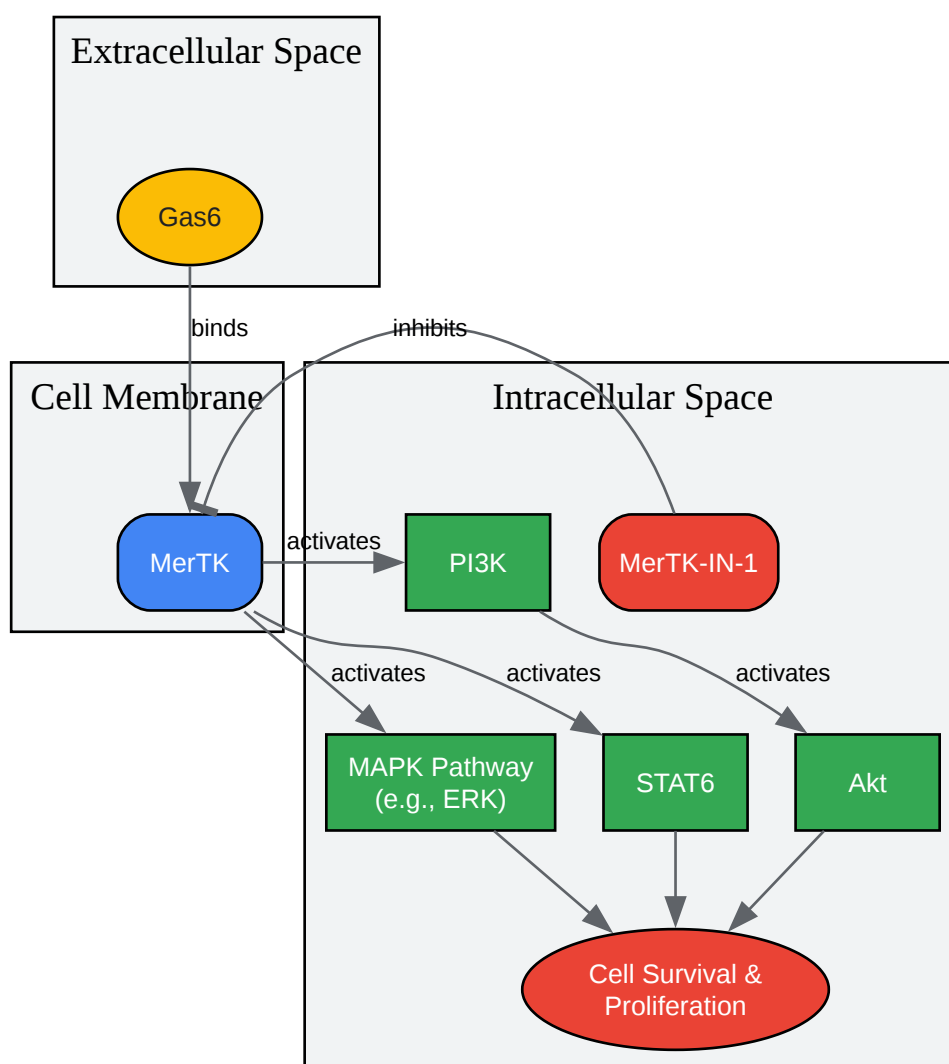 Extracellular Space
Gas6
binds
inhibits
Cell Membrane
Intracellular Space
MerTK
activates
PI3K
MerTK-IN-1
activates
activates
activates
MAPK Pathway
(e.g., ERK)
STAT6
Akt
Cell Survival &
Proliferation